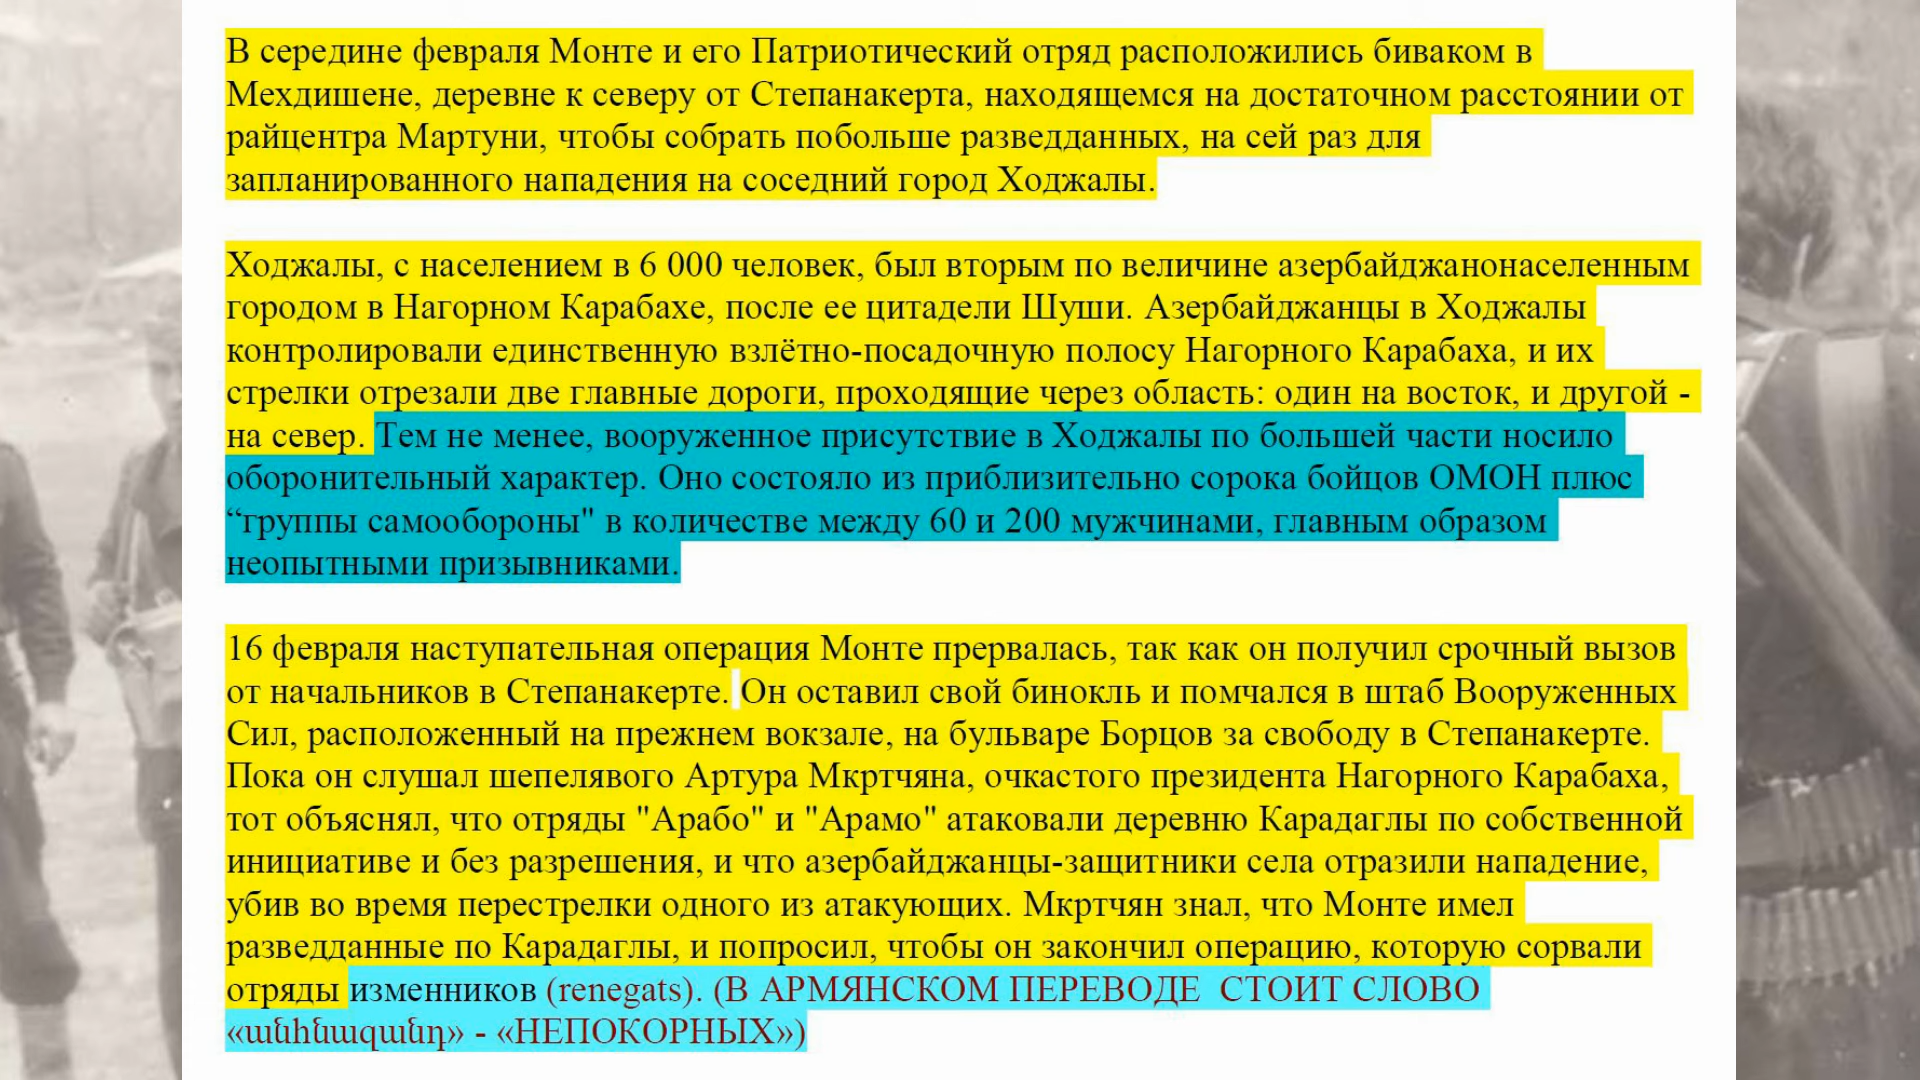 В середине февраля Монте и его Патриотический отряд расположились биваком в
Мехдишене, деревне к северу от Степанакерта, находящемся на достаточном расстоянии от
райцентра Мартуни, чтобы собрать побольше разведданных, на сей раз для
запланированного нападения на соседний город Ходжалы.
Ходжалы, с населением в 6 000 человек, был вторым по величине азербайджанонаселенным
городом в Нагорном Карабахе, после ее цитадели Шуши. Азербайджанцы в Ходжалы
контролировали единственную взлётно-посадочную полосу Нагорного Карабаха, и их
стрелки отрезали две главные дороги, проходящие через область: один на восток, и другой -
на север. Тем не менее, вооруженное присутствие в Ходжалы по большей части носило
оборонительный характер. Оно состояло из приблизительно сорока бойцов ОМОН плюс
“группы самообороны" в количестве между 60 и 200 мужчинами, главным образом
неопытными призывниками.
16 февраля наступательная операция Монте прервалась, так как он получил срочный вызов
от начальников в Степанакерте. Он оставил свой бинокль и помчался в штаб Вооруженных
Сил, расположенный на прежнем вокзале, на бульваре Борцов за свободу в Степанакерте.
Пока он слушал шепелявого Артура Мкртчяна, очкастого президента Нагорного Карабаха,
тот объяснял, что отряды "Арабо" и "Арамо" атаковали деревню Карадаглы по собственной
инициативе и без разрешения, и что азербайджанцы-защитники села отразили нападение,
убив во время перестрелки одного из атакующих. Мкртчян знал, что Монте имел
разведданные по Карадаглы, и попросил, чтобы он закончил операцию, которую сорвали
отряды изменников (renegats). (В АРМЯНСКОМ ПЕРЕВОДЕ СТОИТ СЛОВО
«անհնազանդ» - «НЕПОКОРНЫХ»)